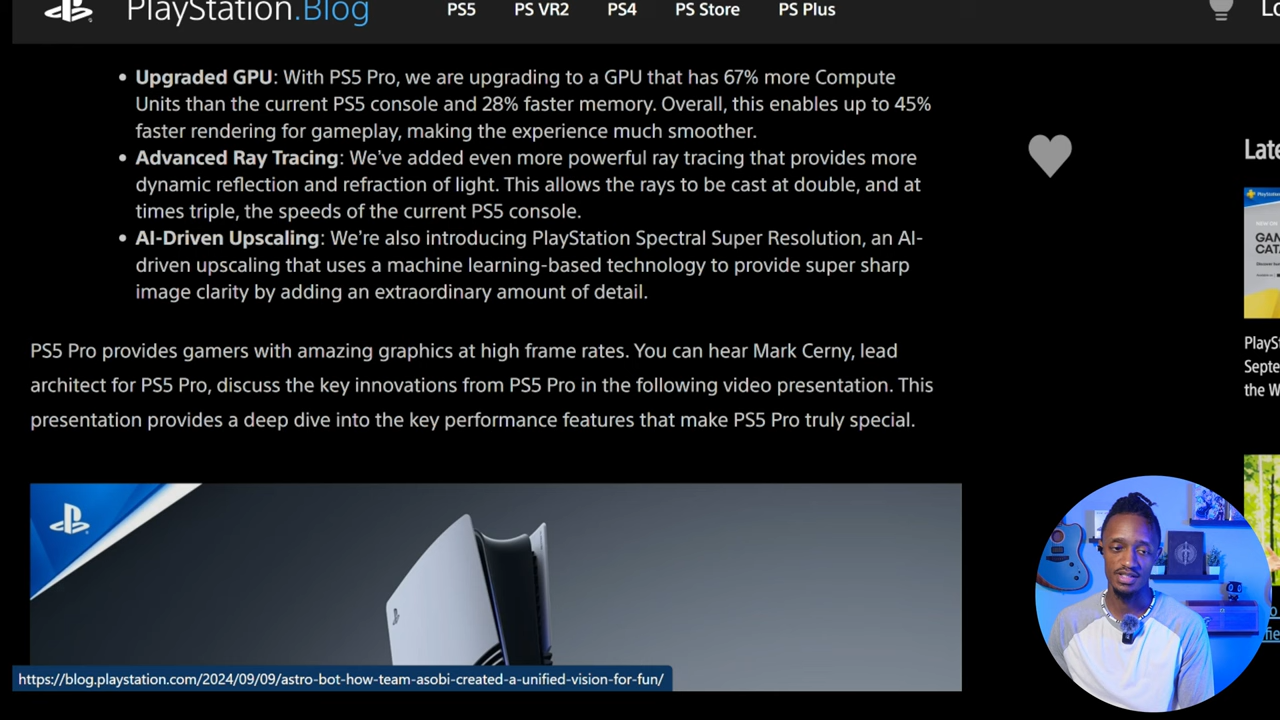 PlayStation.Blog
PS5 PS VR2 PS4 PS Store PS Plus
• Upgraded GPU: With PS5 Pro, we are upgrading to a GPU that has 67% more Compute
Units than the current PS5 console and 28% faster memory. Overall, this enables up to 45%
faster rendering for gameplay, making the experience much smoother.
• Advanced Ray Tracing: We’ve added even more powerful ray tracing that provides more
dynamic reflection and refraction of light. This allows the rays to be cast at double, and at
times triple, the speeds of the current PS5 console.
• AI-Driven Upscaling: We’re also introducing PlayStation Spectral Super Resolution, an AI-
driven upscaling that uses a machine learning-based technology to provide super sharp
image clarity by adding an extraordinary amount of detail.
PS5 Pro provides gamers with amazing graphics at high frame rates. You can hear Mark Cerny, lead
architect for PS5 Pro, discuss the key innovations from PS5 Pro in the following video presentation. This
presentation provides a deep dive into the key performance features that make PS5 Pro truly special.
https://blog.playstation.com/2024/09/09/astro-bot-how-team-asobi-created-a-unified-vision-for-fun/
Late
GAM
CATA
PlaySt
Septe
the W